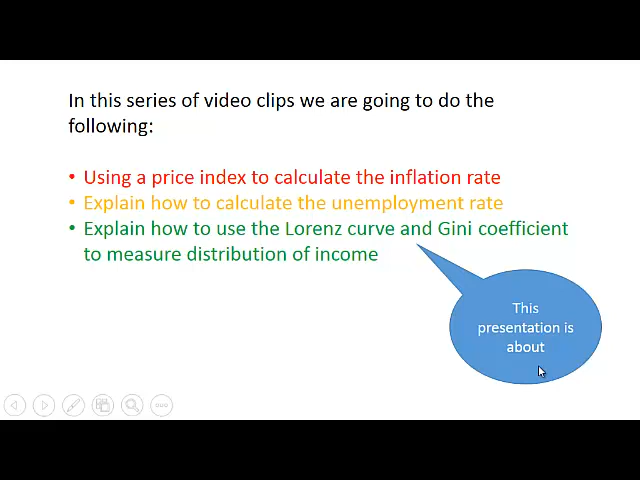 In this series of video clips we are going to do the
following:
• Using a price index to calculate the inflation rate
• Explain how to calculate the unemployment rate
• Explain how to use the Lorenz curve and Gini coefficient
to measure distribution of income
This
presentation is
about